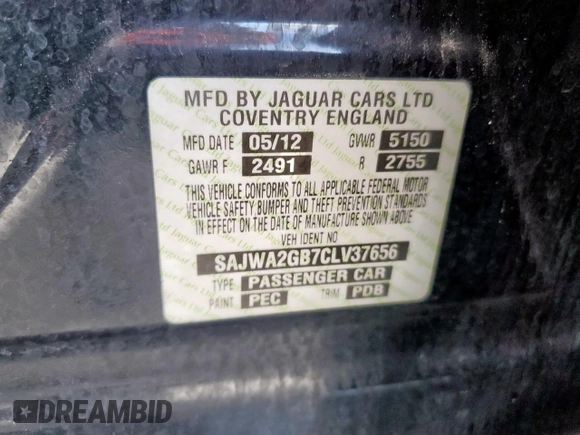 MFD BY JAGUAR CARS LTD
COVENTRY ENGLAND
MFD DATE 05/12 GVWR 5150
GAWR F 2491 R 2755
THIS VEHICLE CONFORMS TO ALL APPLICABLE FEDERAL MOTOR
VEHICLE SAFETY BUMPER AND THEFT PREVENTION STANDARDS
IN EFFECT ON THE DATE OF MANUFACTURE SHOWN ABOVE
VEH IDENT NO
SAJWA2GB7CLV37656
TYPE PASSENGER CAR
PAINT PEC TRIM PDB
DREAMBID